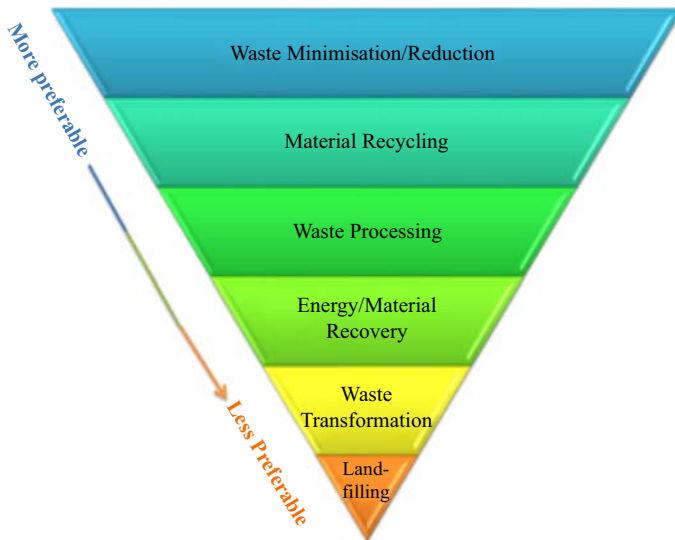 More preferable
Waste Minimisation/Reduction
Material Recycling
Waste Processing
Energy/Material
Recovery
Waste
Transformation
Land-
filling
Less Preferable